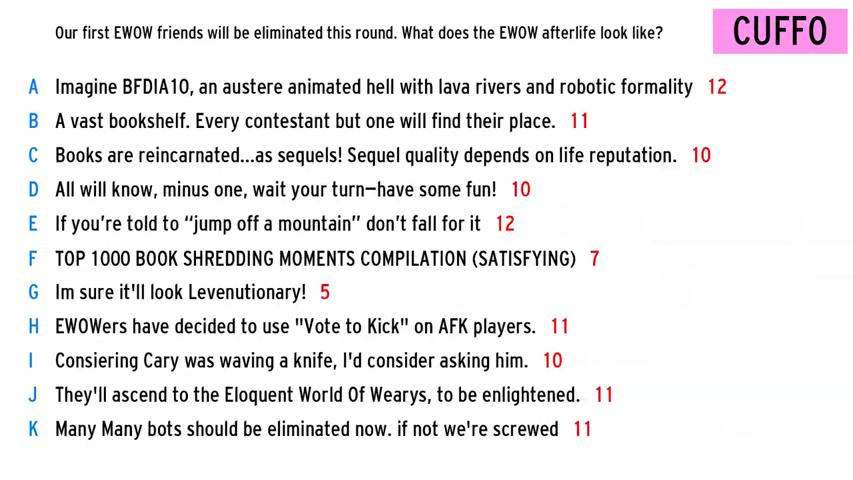 Our first EWOW friends will be eliminated this round. What does the EWOW afterlife look like?
CUFFO
A Imagine BFDIA10, an austere animated hell with lava rivers and robotic formality 12
B A vast bookshelf. Every contestant but one will find their place. 11
C Books are reincarnated...as sequels! Sequel quality depends on life reputation. 10
D All will know, minus one, wait your turn—have some fun! 10
E If you’re told to “jump off a mountain” don’t fall for it 12
F TOP 1000 BOOK SHREDDING MOMENTS COMPILATION (SATISFYING) 7
G Im sure it'll look Levenutionary! 5
H EWOWers have decided to use "Vote to Kick" on AFK players. 11
I Consiering Cary was waving a knife, I'd consider asking him. 10
J They'll ascend to the Eloquent World Of Wearys, to be enlightened. 11
K Many Many bots should be eliminated now. if not we're screwed 11